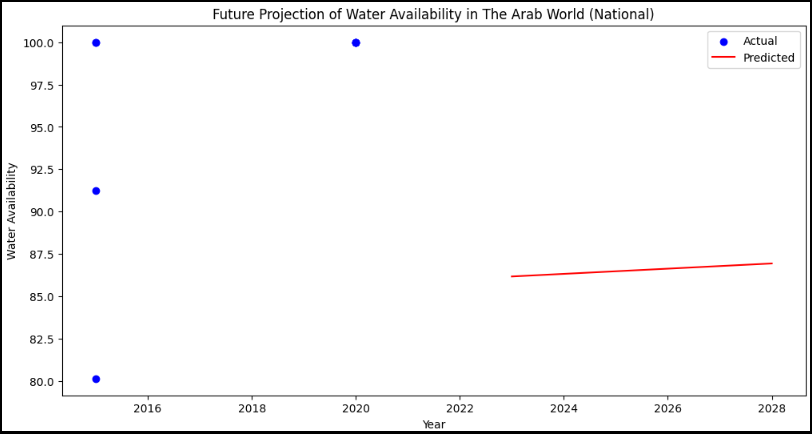 Future Projection of Water Availability in The Arab World (National)
Actual
Predicted
Water Availability
100.0
97.5
95.0
92.5
90.0
87.5
85.0
82.5
80.0
2016 2018 2020 2022 2024 2026 2028
Year